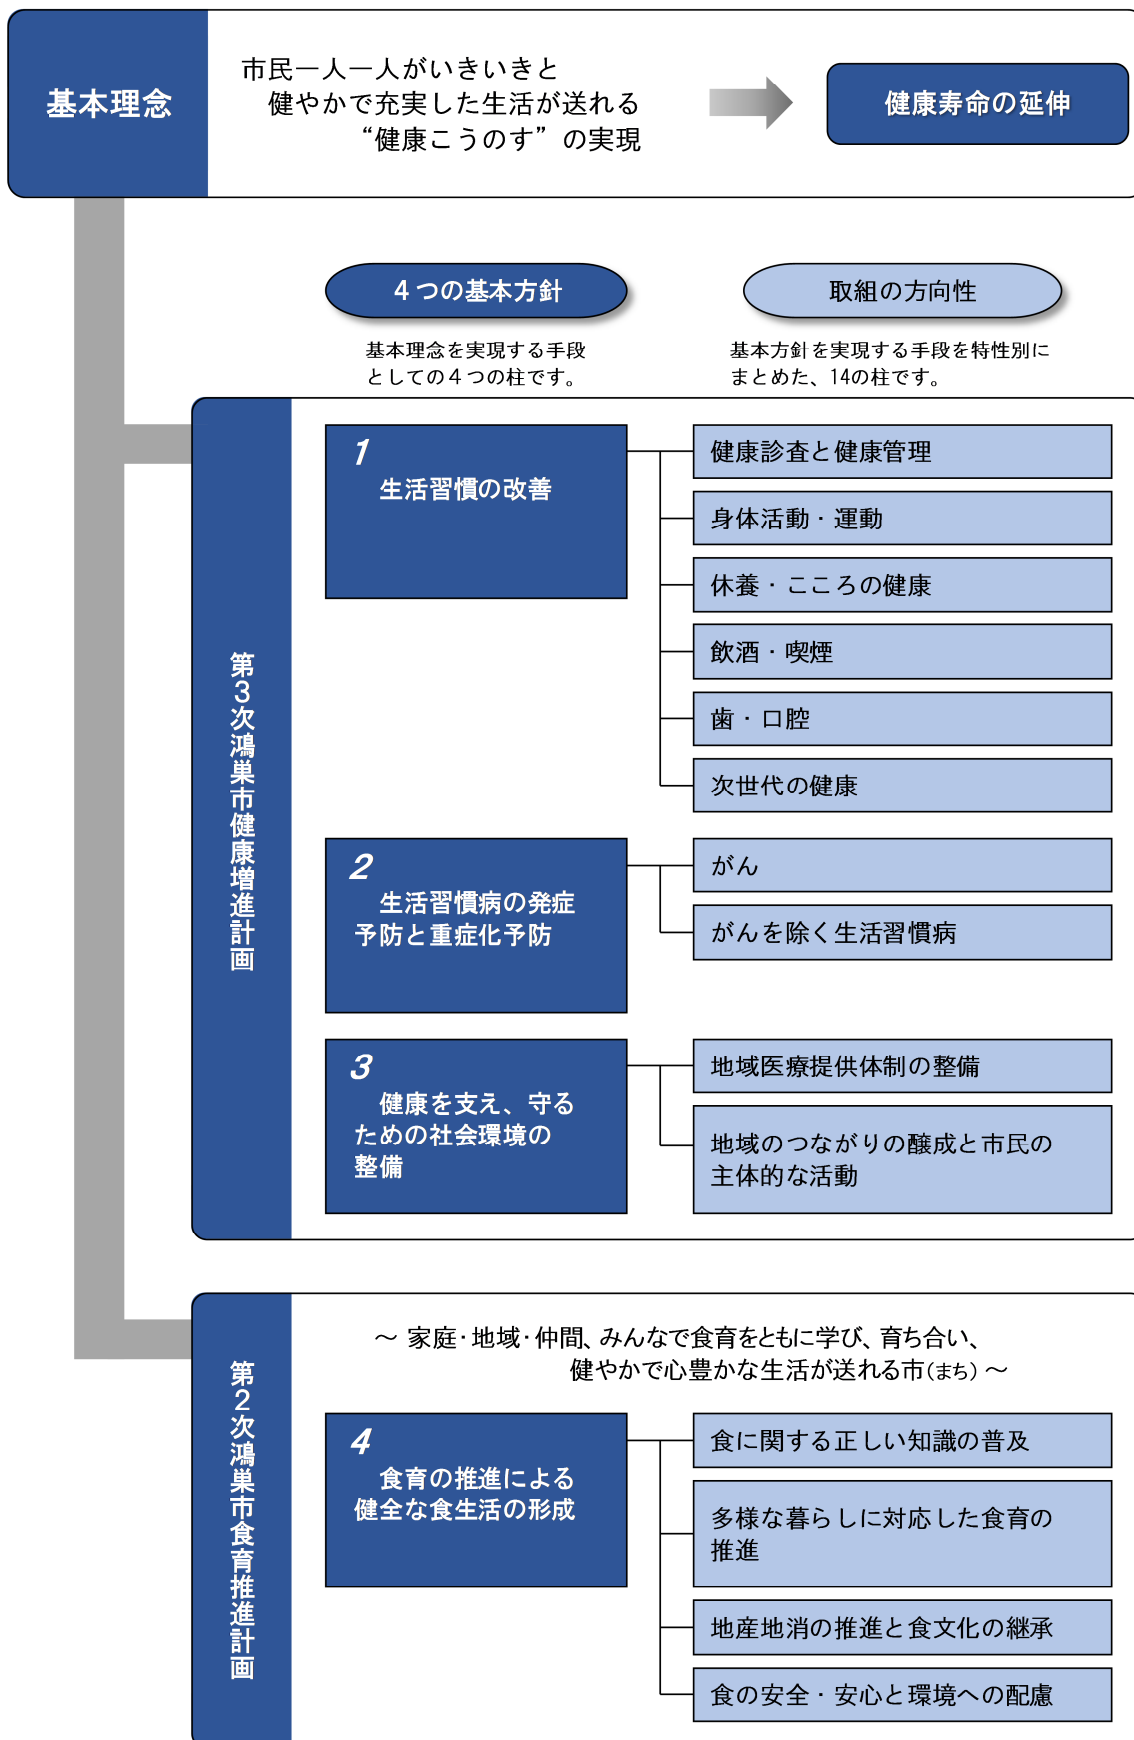 基本理念
市民一人一人がいきいきと
健やかで充実した生活が送れる
“健康こうのす”の実現
健康寿命の延伸
4つの基本方針
取組の方向性
基本理念を実現する手段
としての4つの柱です。
基本方針を実現する手段を特性別に
まとめた、14の柱です。
第3次鴻巣市健康増進計画
1
生活習慣の改善
健康診査と健康管理
身体活動・運動
休養・こころの健康
飲酒・喫煙
歯・口腔
次世代の健康
2
生活習慣病の発症
予防と重症化予防
がん
がんを除く生活習慣病
3
健康を支え、守る
ための社会環境の
整備
地域医療提供体制の整備
地域のつながりの醸成と市民の
主体的な活動
第2次鴻巣市食育推進計画
～ 家庭・地域・仲間、みんなで食育をともに学び、育ち合い、
健やかで心豊かな生活が送れる市(まち) ～
4
食育の推進による
健全な食生活の形成
食に関する正しい知識の普及
多様な暮らしに対応した食育の
推進
地産地消の推進と食文化の継承
食の安全・安心と環境への配慮